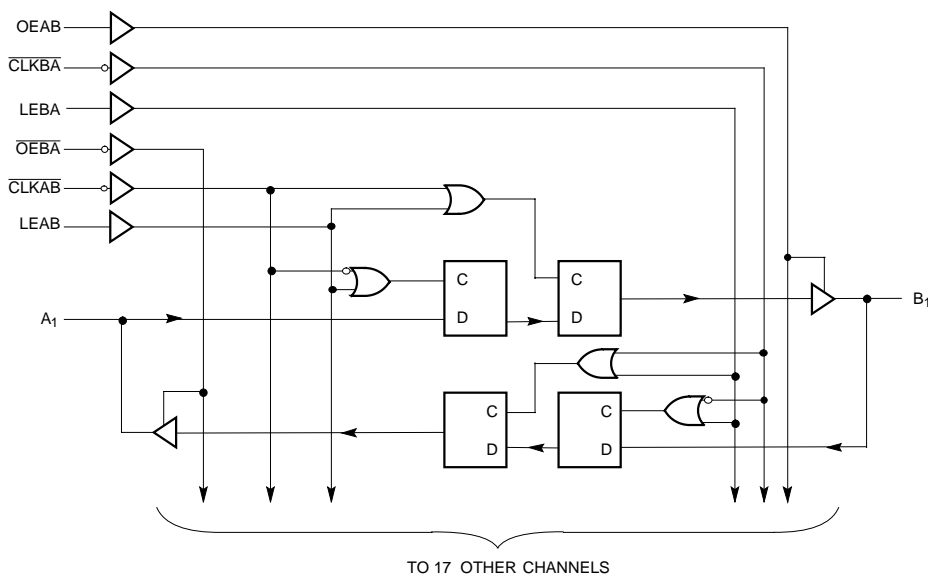 OEAB
CLKBA
LEBA
OEBA
CLKAB
LEAB
C
C
D
D
A1
B1
C
C
D
D
TO 17 OTHER CHANNELS